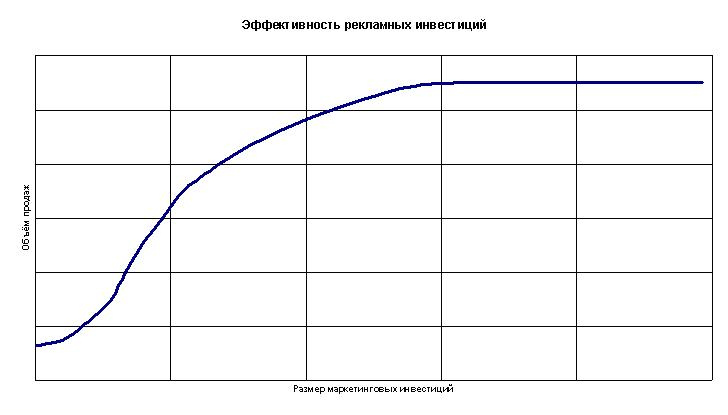 Эффективность рекламных инвестиций
Объём продаж
Размер маркетинговых инвестиций